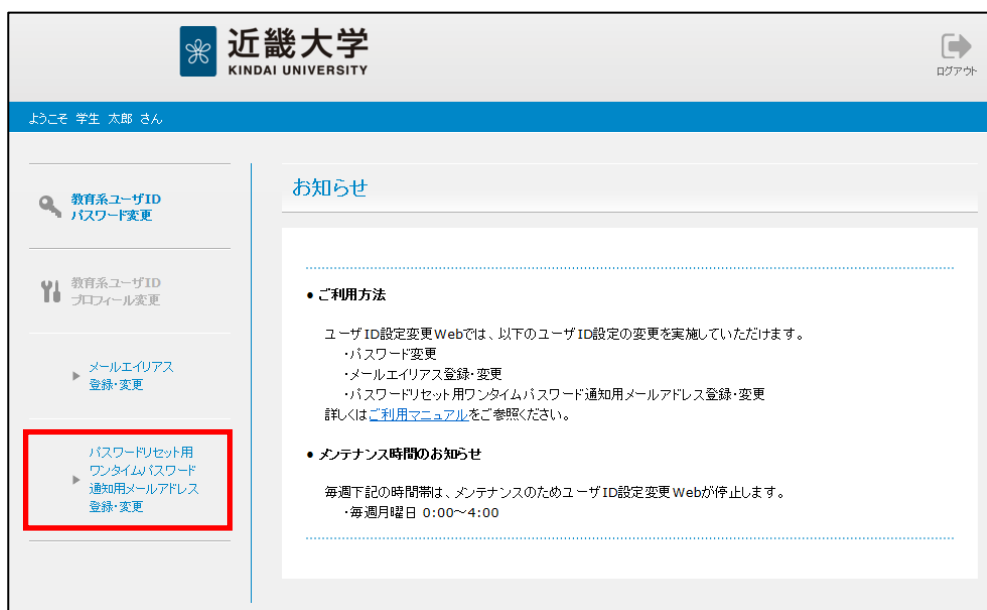 近畿大学
KINDAI UNIVERSITY
ログアウト
ようこそ 学生 太郎 さん
教育系ユーザID
パスワード変更
教育系ユーザID
プロフィール変更
メールエイリアス
登録・変更
パスワードリセット用
ワンタイムパスワード
通知用メールアドレス
登録・変更
お知らせ
• ご利用方法
ユーザID設定変更Webでは、以下のユーザID設定の変更を実施していただけます。
・パスワード変更
・メールエイリアス登録・変更
・パスワードリセット用ワンタイムパスワード通知用メールアドレス登録・変更
詳しくはご利用マニュアルをご参照ください。
• メンテナンス時間のお知らせ
毎週下記の時間帯は、メンテナンスのためユーザID設定変更Webが停止します。
・毎週月曜日 0:00～4:00